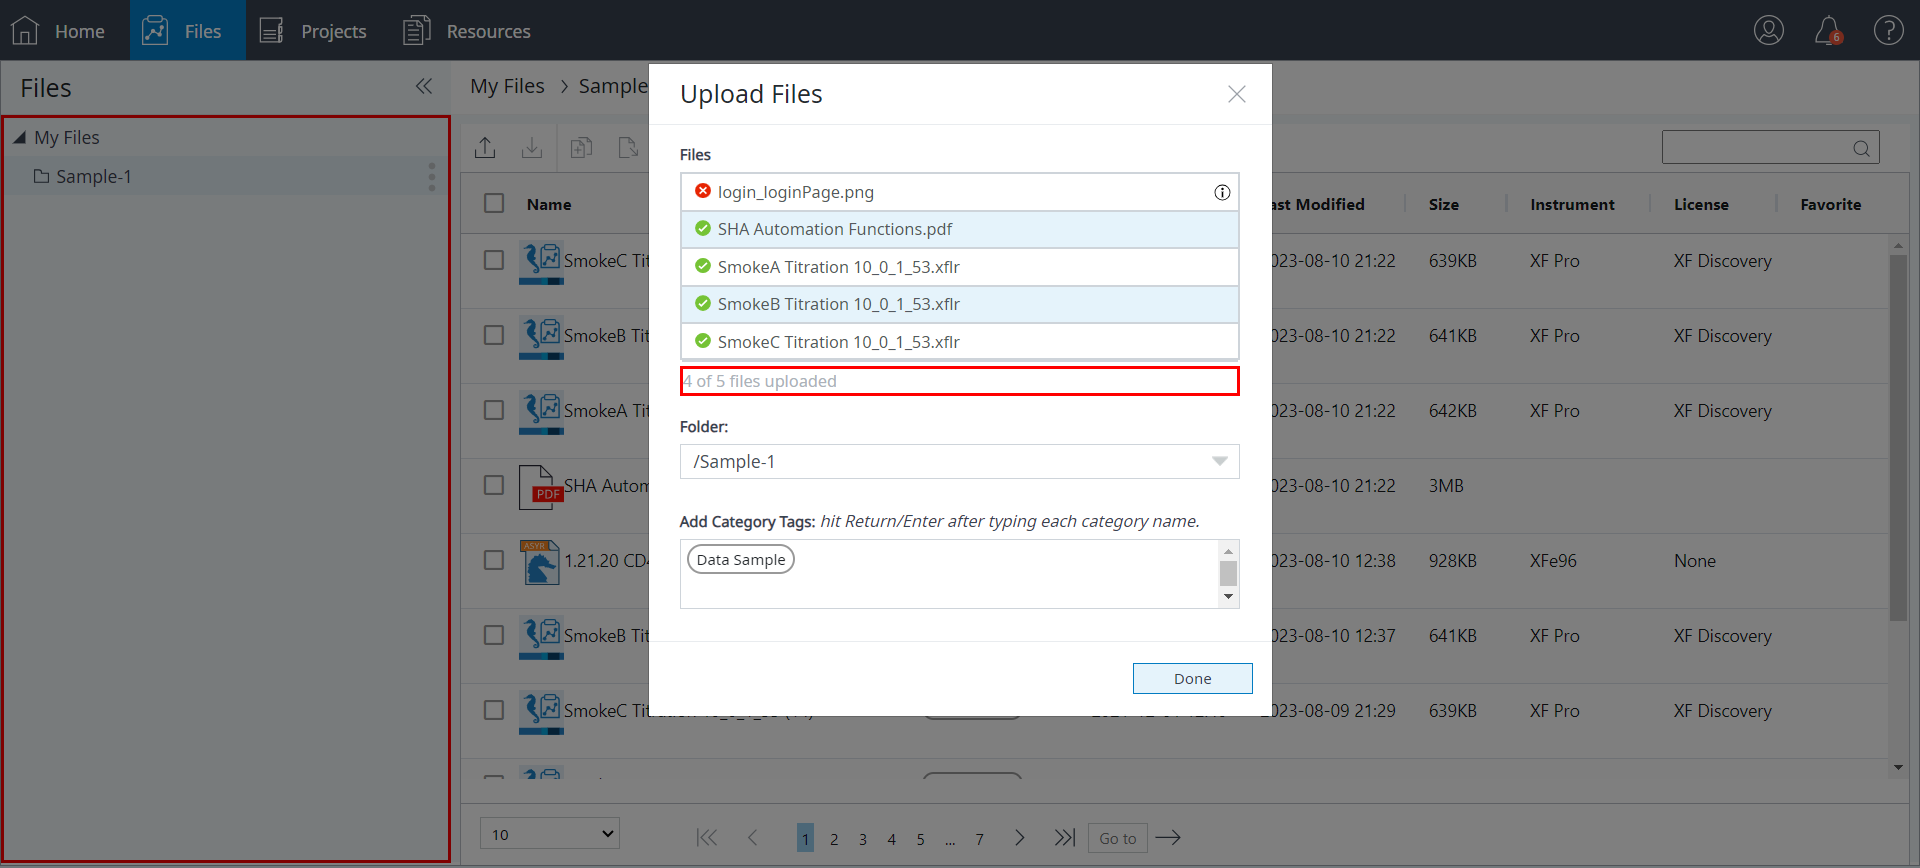 Home Files Projects Resources 6
Files
My Files > Sample
My Files
Sample-1
Upload Files
Files
login_loginPage.png
SHA Automation Functions.pdf
SmokeA Titration 10_0_1_53.xflr
SmokeB Titration 10_0_1_53.xflr
SmokeC Titration 10_0_1_53.xflr
4 of 5 files uploaded
Folder:
/Sample-1
Add Category Tags: hit Return/Enter after typing each category name.
Data Sample
Done
Name ast Modified Size Instrument License Favorite
SmokeC Tit 023-08-10 21:22 639KB XF Pro XF Discovery
SmokeB Tit 023-08-10 21:22 641KB XF Pro XF Discovery
SmokeA Tit 023-08-10 21:22 642KB XF Pro XF Discovery
PDF SHA Autom 023-08-10 21:22 3MB
ASYR 1.21.20 CD4 023-08-10 12:38 928KB XFe96 None
SmokeB Tit 023-08-10 12:37 641KB XF Pro XF Discovery
SmokeC Tit 023-08-09 21:29 639KB XF Pro XF Discovery
10 1 2 3 4 5 ... 7 Go to